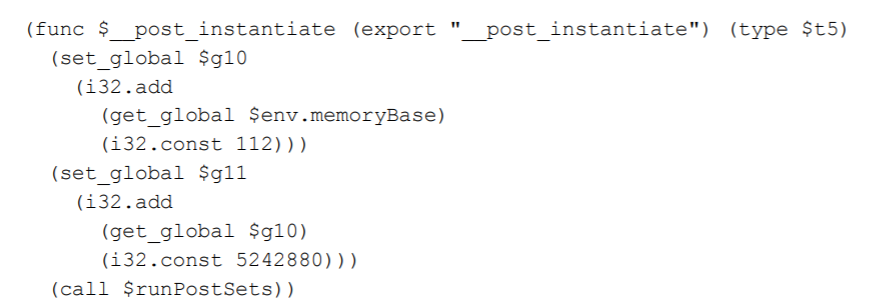 (func $__post_instantiate (export "__post_instantiate") (type $t5)
(set_global $g10
(i32.add
(get_global $env.memoryBase)
(i32.const 112)))
(set_global $g11
(i32.add
(get_global $g10)
(i32.const 5242880)))
(call $runPostSets))